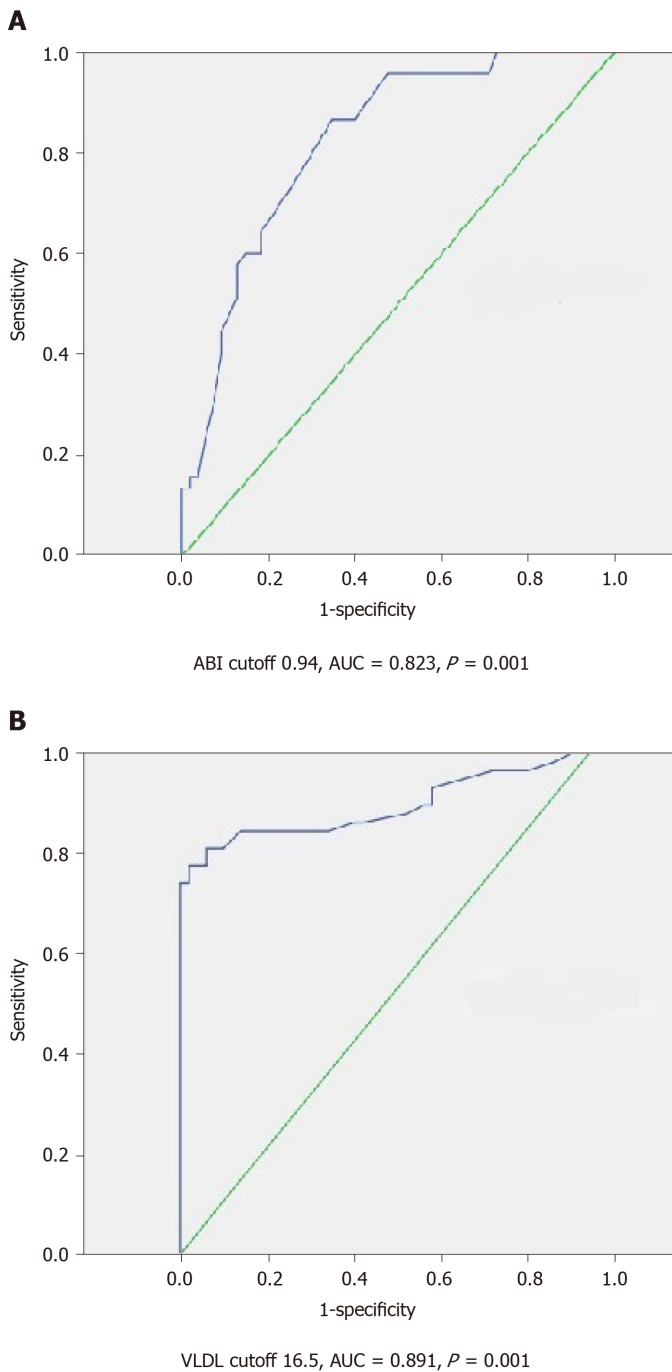 A
1.0
0.8
0.6
0.4
0.2
0.0
Sensitivity
0.0 0.2 0.4 0.6 0.8 1.0
1-specificity
ABI cutoff 0.94, AUC = 0.823, P = 0.001
B
1.0
0.8
0.6
0.4
0.2
0.0
Sensitivity
0.0 0.2 0.4 0.6 0.8 1.0
1-specificity
VLDL cutoff 16.5, AUC = 0.891, P = 0.001